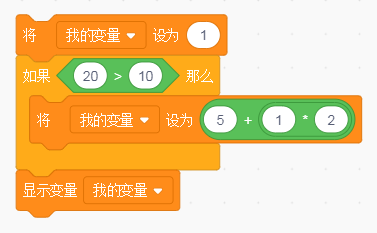 将 我的变量 设为 1
如果 20 > 10 那么
将 我的变量 设为 5 + 1 * 2
显示变量 我的变量